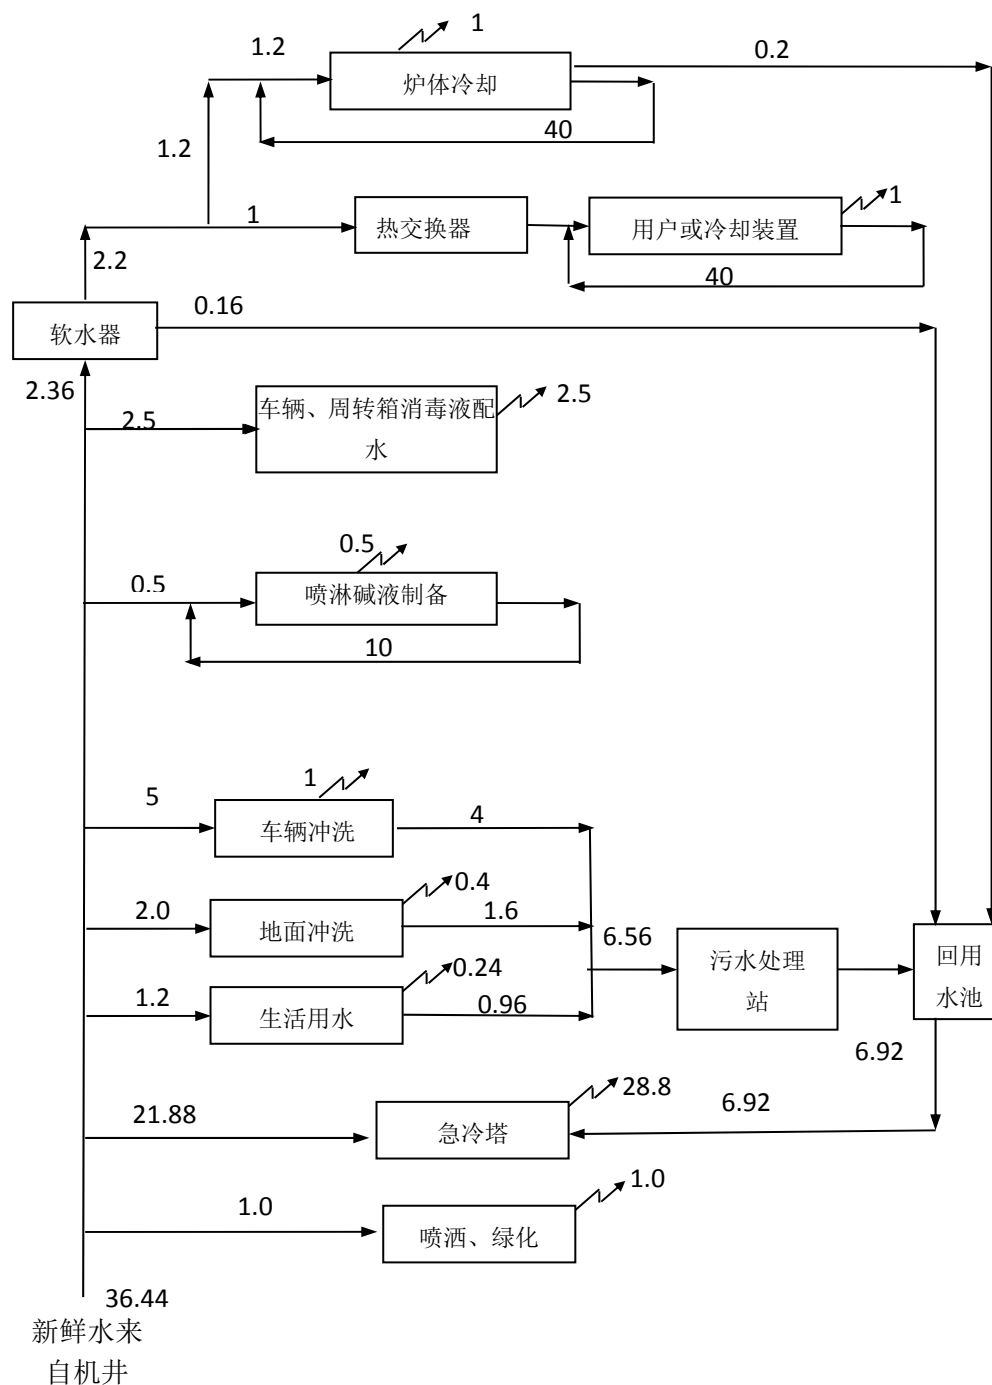 1
1.2
0.2
炉体冷却
40
1.2
1
热交换器
用户或冷却装置
1
2.2
40
0.16
软水器
2.36
2.5
车辆、周转箱消毒液配
水
2.5
0.5
0.5
喷淋碱液制备
10
1
5
车辆冲洗
4
0.4
2.0
地面冲洗
1.6
6.56
污水处理
站
回用
水池
0.24
1.2
生活用水
0.96
6.92
28.8
21.88
急冷塔
6.92
1.0
1.0
喷洒、绿化
36.44
新鲜水来
自机井